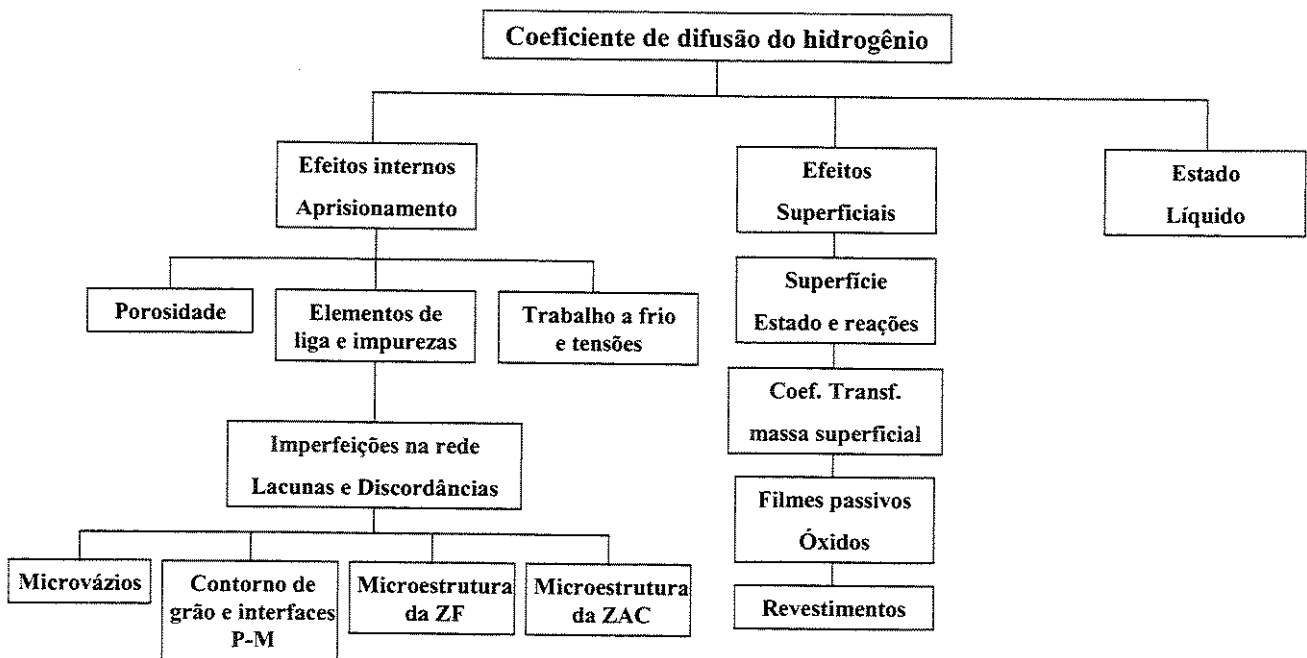 Coeficiente de difusão do hidrogênio
Efeitos internos
Aprisionamento
Efeitos
Superficiais
Estado
Líquido
Porosidade
Elementos de
liga e impurezas
Trabalho a frio
e tensões
Superfície
Estado e reações
Coef. Transf.
massa superficial
Imperfeições na rede
Lacunas e Discordâncias
Filmes passivos
Óxidos
Microvázios
Contorno de
grão e interfaces
P-M
Microestrutura
da ZF
Microestrutura
da ZAC
Revestimentos